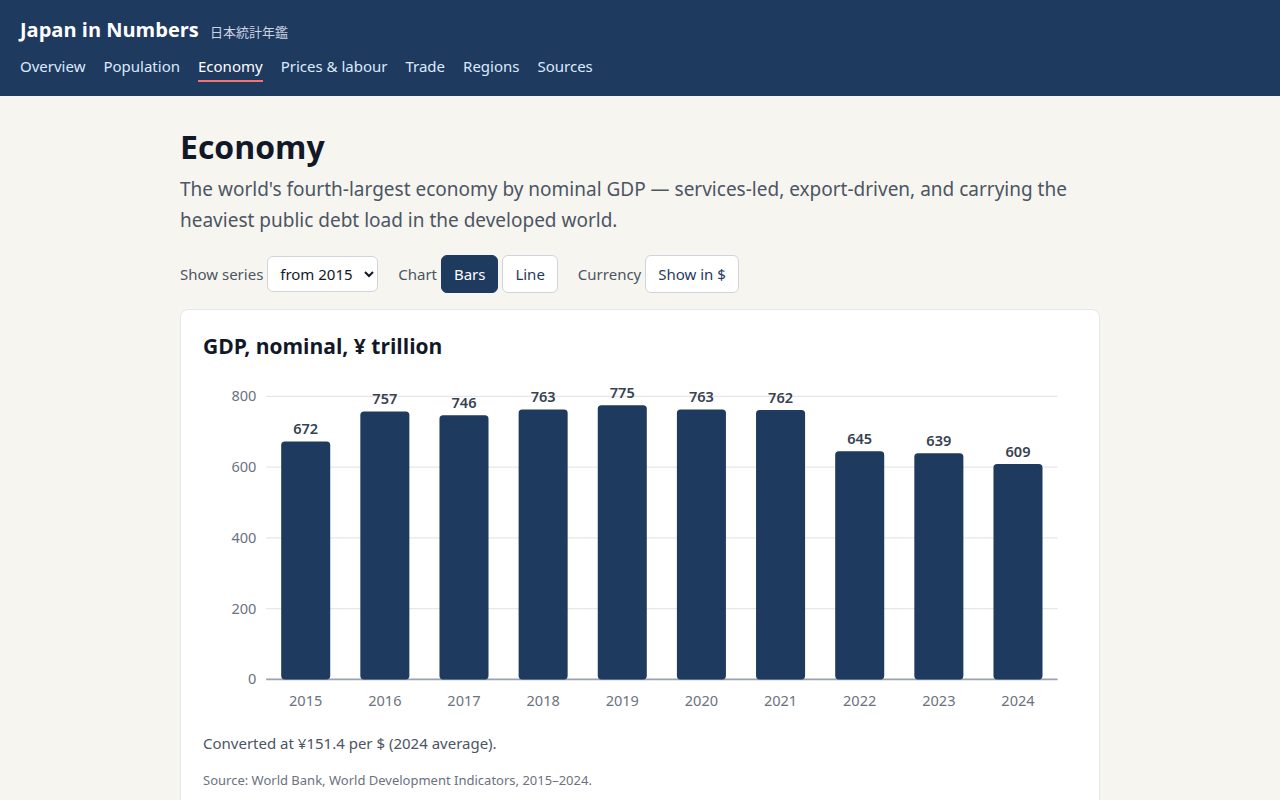 Japan in Numbers 日本統計年鑑
Overview Population Economy Prices & labour Trade Regions Sources
Economy
The world's fourth-largest economy by nominal GDP — services-led, export-driven, and carrying the
heaviest public debt load in the developed world.
Show series from 2015 Chart Bars Line Currency Show in $
GDP, nominal, ¥ trillion
800
600
400
200
0
672 757 746 763 775 763 762 645 639 609
2015 2016 2017 2018 2019 2020 2021 2022 2023 2024
Converted at ¥151.4 per $ (2024 average).
Source: World Bank, World Development Indicators, 2015–2024.